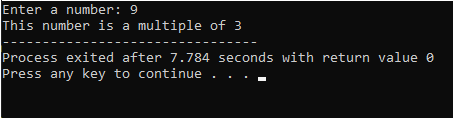 Enter a number: 9
This number is a multiple of 3
--------------------------------
Process exited after 7.784 seconds with return value 0
Press any key to continue . . .